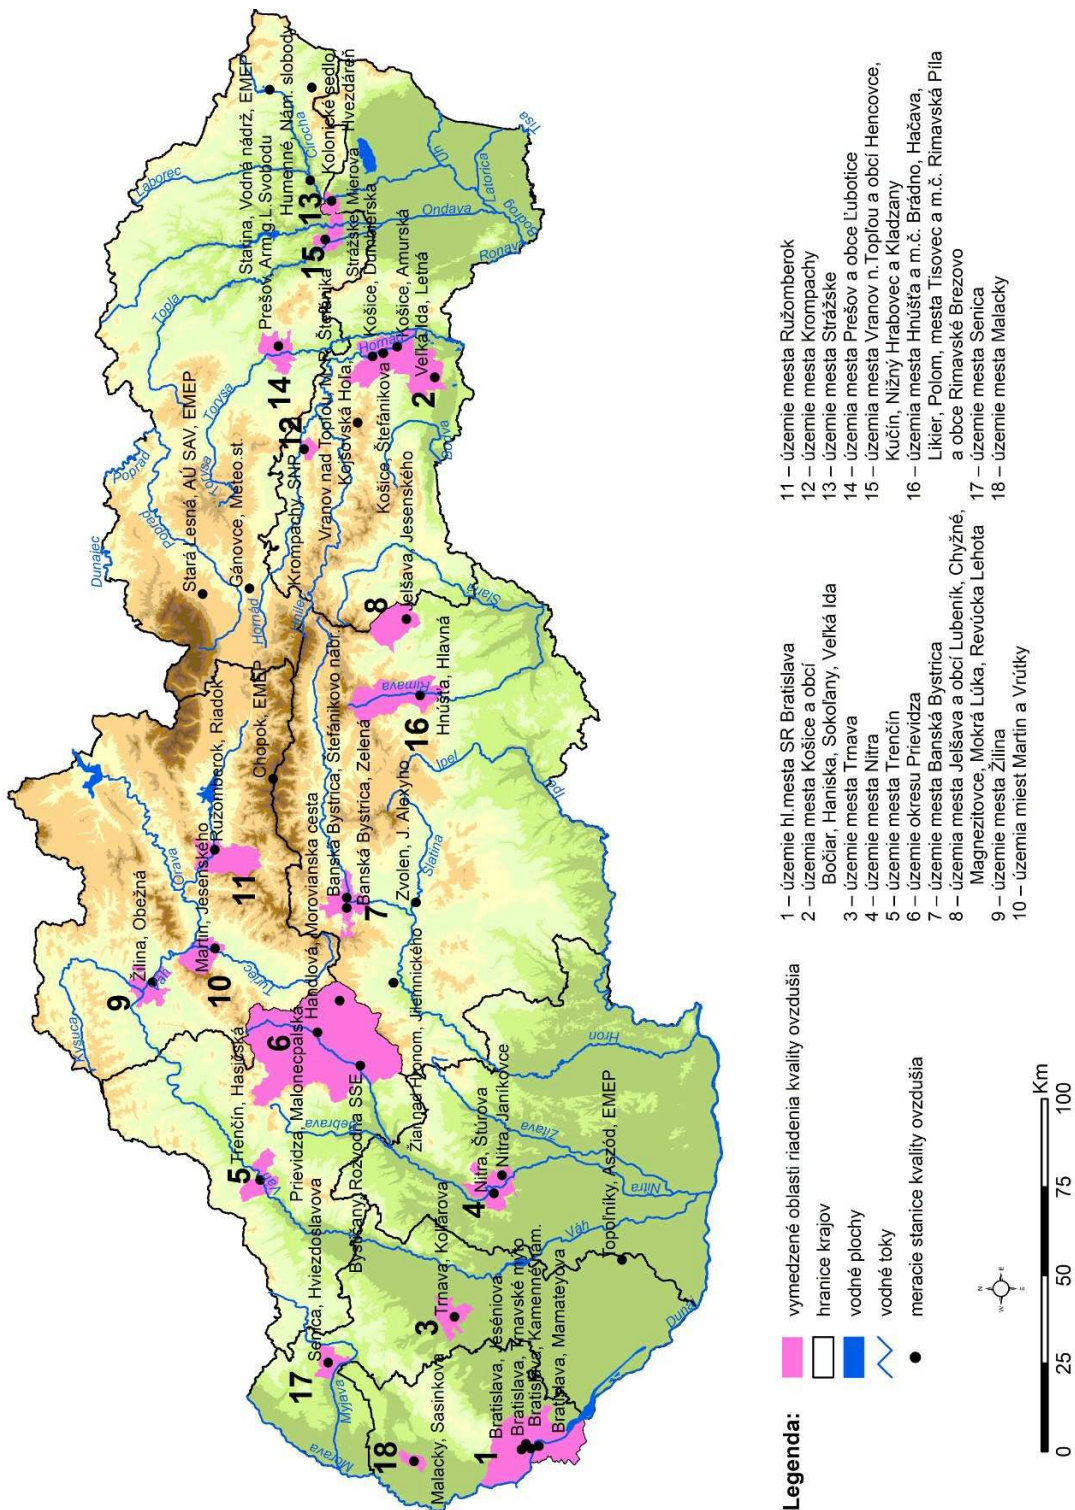 Dunajec
Poprad
Poprad
Torysa
Torysa
Topľa
Laborec
Cirocha
Uh
Latorica
Tisa
Ondava
Bodrog
Ronava
Hornád
Hornád
Hnilec
Bodva
Slaná
Rimava
Ipeľ
Ipeľ
Slatina
Orava
Váh
Turiec
Kysuca
Váh
Nebrava
Hron
Žitava
Nitra
Váh
Dunaj
Myjava
Morava
Starina, Vodná nádrž, EMEP
Humenné, Nám. slobody
Kolonické sedlo,
Hvezdáreň
Strážske, Mierova
Prešov, Arm.g.L.Svobodu
Vranov nad Topľou, M. R. Štefánika
Stará Lesná, AÚ SAV, EMEP
Gánovce, Meteo.st.
Krompachy, SNR
Kojšovská Hoľa,
Košice, Ďumbierska
Košice, Štefánikova
Košice, Amurská
Veľká Ida, Letná
Jelšava, Jesenského
Hnúšťa, Hlavná
Chopok, EMEP
Ružomberok, Riadok
Martin, Jesenského
Žilina, Obežná
Banská Bystrica, Štefánikovo nábr.
Banská Bystrica, Zelená
Zvolen, J. Alexyho
Žiar nad Hronom, Jilemnického
Handlová, Morovianska cesta
Prievidza, Malonecpalská
Bystričany, Rozvodňa SSE
Trenčín, Hasičská
Nitra, Štúrova
Nitra, Janíkovce
Topoľníky, Aszód, EMEP
Trnava, Kollárova
Senica, Hviezdoslavova
Malacky, Sasinkova
Bratislava, Jeséniova
Bratislava, Trnavské mýto
Bratislava, Kamenné nám.
Bratislava, Mamateyova
1
2
3
4
5
6
7
8
9
10
11
12
13
14
15
16
17
18
Legenda:
vymedzené oblasti riadenia kvality ovzdušia
hranice krajov
vodné plochy
vodné toky
meracie stanice kvality ovzdušia
N
E
S
W
0 25 50 75 100
Km
1 – územie hl.mesta SR Bratislava
2 – územia mesta Košice a obcí
Bočiar, Haniska, Sokoľany, Veľká Ida
3 – územie mesta Trnava
4 – územie mesta Nitra
5 – územie mesta Trenčín
6 – územie okresu Prievidza
7 – územie mesta Banská Bystrica
8 – územia mesta Jelšava a obcí Lubeník, Chyžné,
Magnezitovce, Mokrá Lúka, Revúcka Lehota
9 – územie mesta Žilina
10 – územia miest Martin a Vrútky
11 – územie mesta Ružomberok
12 – územie mesta Krompachy
13 – územie mesta Strážske
14 – územia mesta Prešov a obce Ľubotice
15 – územia mesta Vranov n.Topľou a obcí Hencovce,
Kučín, Nižný Hrabovec a Kladzany
16 – územia mesta Hnúšťa a m.č. Brádno, Hačava,
Likier, Polom, mesta Tisovec a m.č. Rimavská Píla
a obce Rimavské Brezovo
17 – územie mesta Senica
18 – územie mesta Malacky